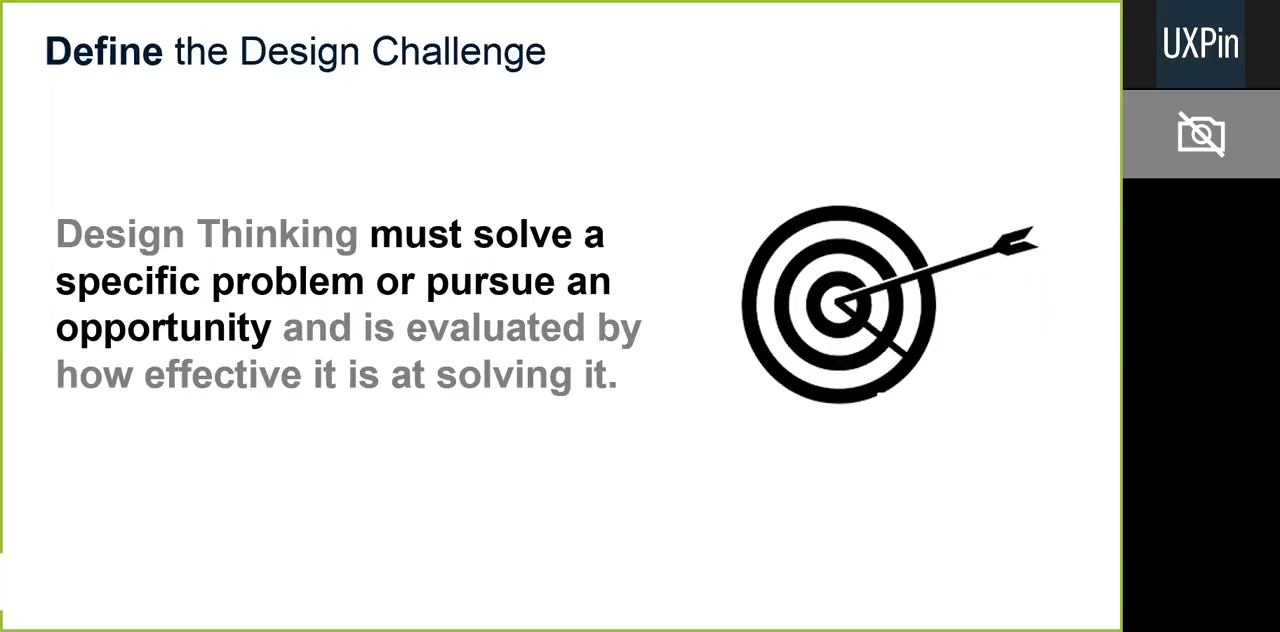 Define the Design Challenge
UXPin
Design Thinking must solve a
specific problem or pursue an
opportunity and is evaluated by
how effective it is at solving it.